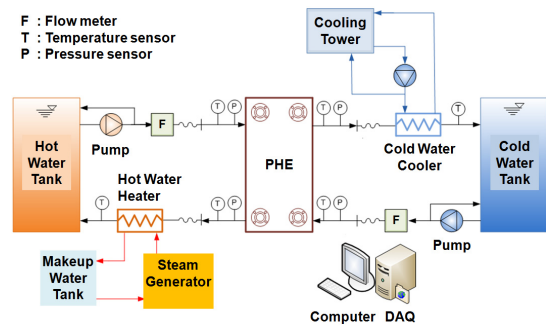 F : Flow meter
T : Temperature sensor
P : Pressure sensor
Cooling
Tower
Hot
Water
Tank
Pump
F
T
P
PHE
T
P
Cold Water
Cooler
T
Cold
Water
Tank
T
Hot Water
Heater
T
P
T
P
F
Pump
Makeup
Water
Tank
Steam
Generator
Computer
DAQ